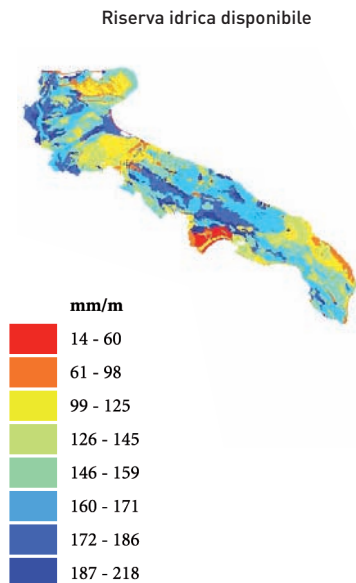 Riserva idrica disponibile
mm/m
14 - 60
61 - 98
99 - 125
126 - 145
146 - 159
160 - 171
172 - 186
187 - 218